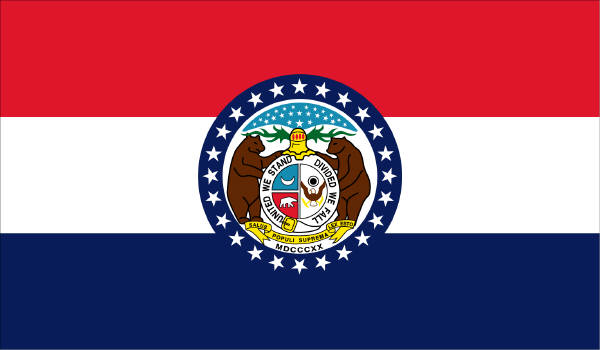 UNITED WE STAND DIVIDED WE FALL
SALUS POPULI SUPREMA LEX ESTO
MDCCCXX